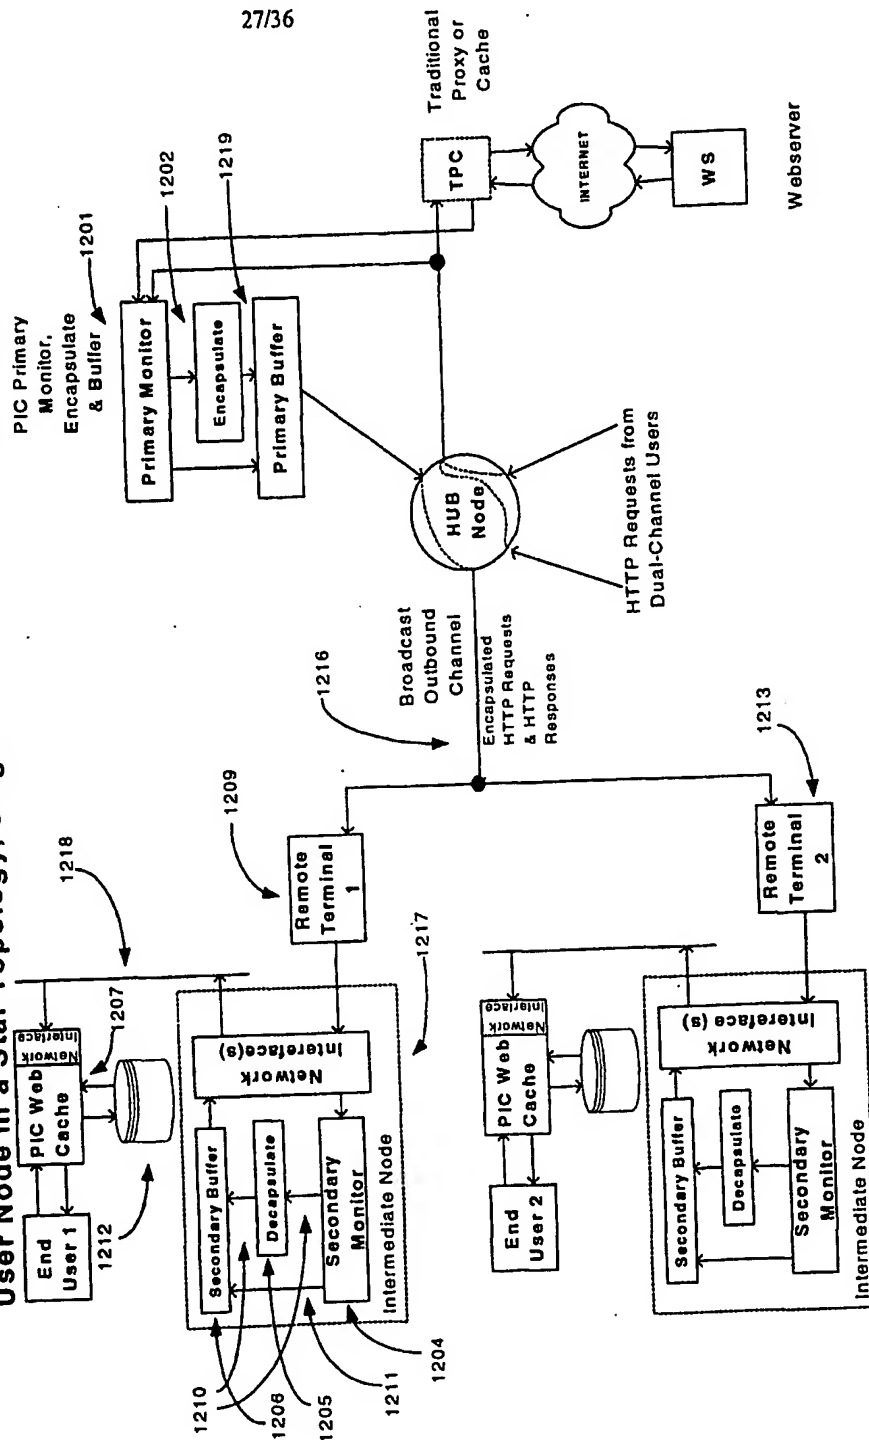 27/36
User Node in a Star Topology,
PIC Primary
Monitor,
Encapsulate
& Buffer
1201
1202
1219
Primary Monitor
Encapsulate
Primary Buffer
TPC
Traditional
Proxy or
Cache
INTERNET
WS
Webserver
HUB
Node
HTTP Requests from
Dual-Channel Users
Broadcast
Outbound
Channel
1216
Encapsulated
HTTP Requests
& HTTP
Responses
1218
1209
Remote
Terminal
1
1217
1207
PIC Web
Cache
Network
Interface
End
User 1
1212
Network
Intereface(s)
Secondary Buffer
Decapsulate
Secondary
Monitor
Intermediate Node
1210
1206
1205
1211
1204
1213
Remote
Terminal
2
PIC Web
Cache
Network
Interface
End
User 2
Network
Intereface(s)
Secondary Buffer
Decapsulate
Secondary
Monitor
Intermediate Node